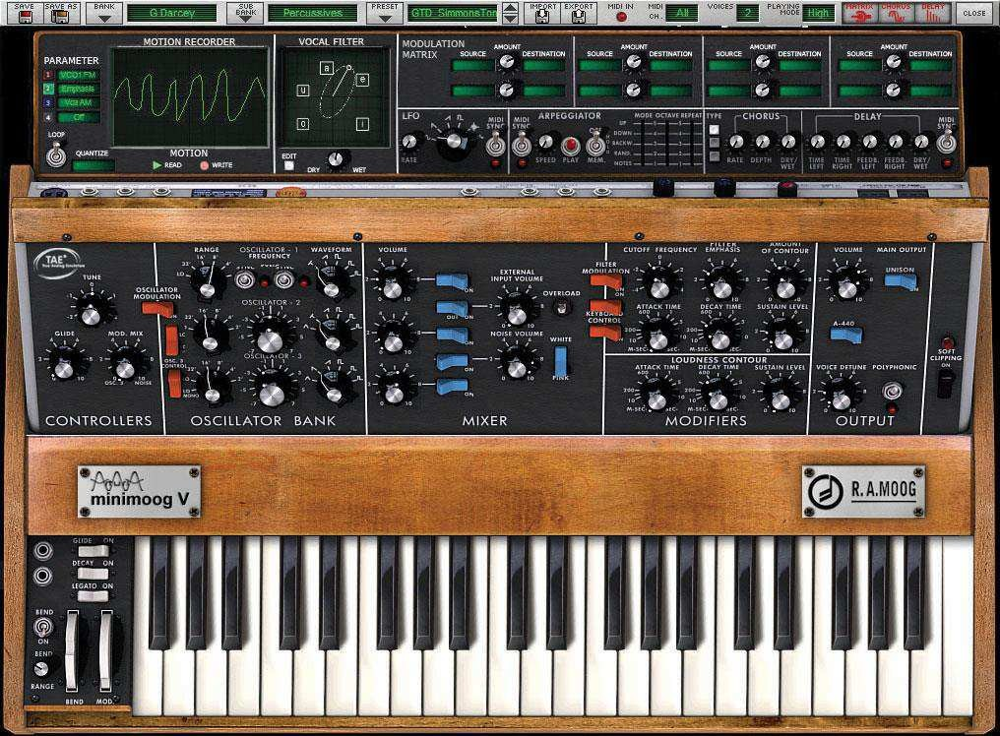 SAVE SAVE AS BANK G Darcey SUB BANK Percussives PRESET GTD_SimmonsTon IMPORT EXPORT MIDI IN MIDI CH. All VOICES 2 PLAYING MODE High MATRIX CHORUS DELAY CLOSE
MOTION RECORDER
VOCAL FILTER
PARAMETER
1 VCO1 FM
2 Emphasis
3 Vca AM
4 Off
LOOP
QUANTIZE
MOTION
READ WRITE
a e u o i
EDIT
DRY WET
MODULATION MATRIX
SOURCE AMOUNT DESTINATION SOURCE AMOUNT DESTINATION SOURCE AMOUNT DESTINATION SOURCE AMOUNT DESTINATION
LFO
RATE
MIDI SYNC
MIDI SYNC
ARPEGGIATOR
SPEED PLAY MEM.
MODE OCTAVE REPEAT
UP
DOWN
BACKW
RAND.
NOTES
TYPE
CHORUS
RATE DEPTH DRY/WET
DELAY
TIME LEFT TIME RIGHT FEEDB. LEFT FEEDB. RIGHT DRY/WET
MIDI SYNC
TAE
TUNE
GLIDE MOD. MIX
OSC. 3 NOISE
CONTROLLERS
OSCILLATOR MODULATION
ON
OSC. 3 CONTROL
RANGE
OSCILLATOR - 1
FREQUENCY
WAVEFORM
OSCILLATOR - 2
OSCILLATOR - 3
LO
MONO
OSCILLATOR BANK
VOLUME
ON
EXTERNAL INPUT VOLUME
OVERLOAD
NOISE VOLUME
WHITE
PINK
ON
MIXER
FILTER MODULATION
ON
KEYBOARD CONTROL
CUTOFF FREQUENCY
FILTER EMPHASIS
AMOUNT OF CONTOUR
ATTACK TIME DECAY TIME SUSTAIN LEVEL
M-SEC M-SEC
LOUDNESS CONTOUR
ATTACK TIME DECAY TIME SUSTAIN LEVEL
M-SEC M-SEC
MODIFIERS
VOLUME MAIN OUTPUT
UNISON
ON
A-440
VOICE DETUNE POLYPHONIC
OUTPUT
SOFT CLIPPING
ON
minimoog V
R.A.MOOG
GLIDE ON
DECAY ON
LEGATO ON
BEND
ON
BEND
RANGE
BEND MOD.